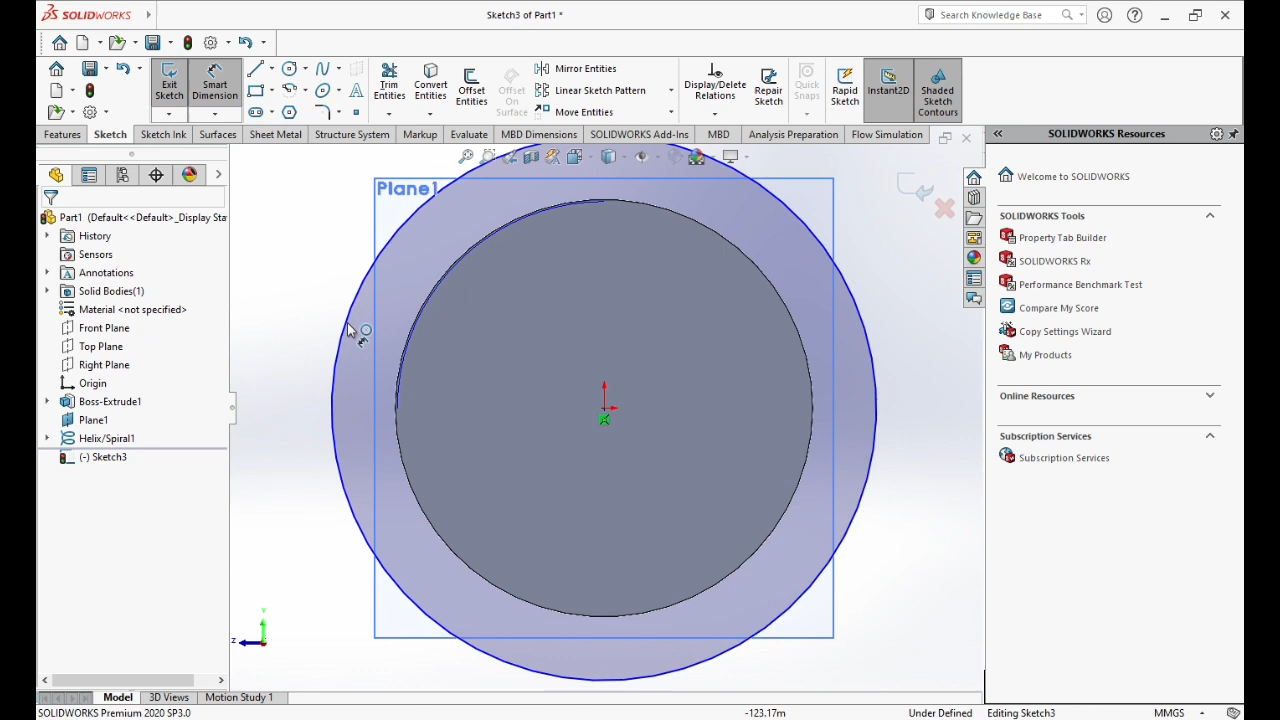 SOLIDWORKS
Sketch3 of Part1 *
Search Knowledge Base
Exit Sketch
Smart Dimension
Trim Entities
Convert Entities
Offset Entities
Offset On Surface
Mirror Entities
Linear Sketch Pattern
Move Entities
Display/Delete Relations
Repair Sketch
Quick Snaps
Rapid Sketch
Instant2D
Shaded Sketch Contours
Features
Sketch
Sketch Ink
Surfaces
Sheet Metal
Structure System
Markup
Evaluate
MBD Dimensions
SOLIDWORKS Add-Ins
MBD
Analysis Preparation
Flow Simulation
SOLIDWORKS Resources
Part1 (Default<<Default>_Display Sta
History
Sensors
Annotations
Solid Bodies(1)
Material <not specified>
Front Plane
Top Plane
Right Plane
Origin
Boss-Extrude1
Plane1
Helix/Spiral1
(-) Sketch3
Plane1
Y
Z
Welcome to SOLIDWORKS
SOLIDWORKS Tools
Property Tab Builder
SOLIDWORKS Rx
Performance Benchmark Test
Compare My Score
Copy Settings Wizard
My Products
Online Resources
Subscription Services
Subscription Services
Model
3D Views
Motion Study 1
SOLIDWORKS Premium 2020 SP3.0
-123.17m
Under Defined
Editing Sketch3
MMGS